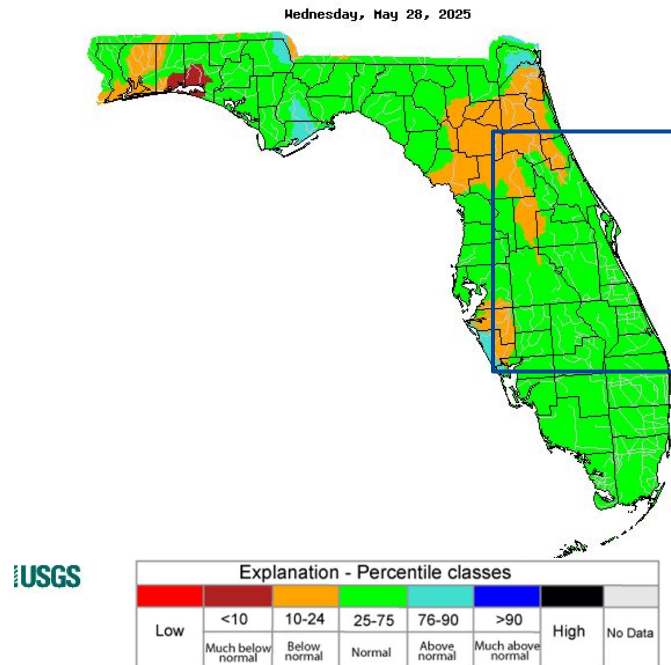 Wednesday, May 28, 2025
USGS
Explanation - Percentile classes
Low <10 10-24 25-75 76-90 >90 High No Data
Much below normal Below normal Normal Above normal Much above normal